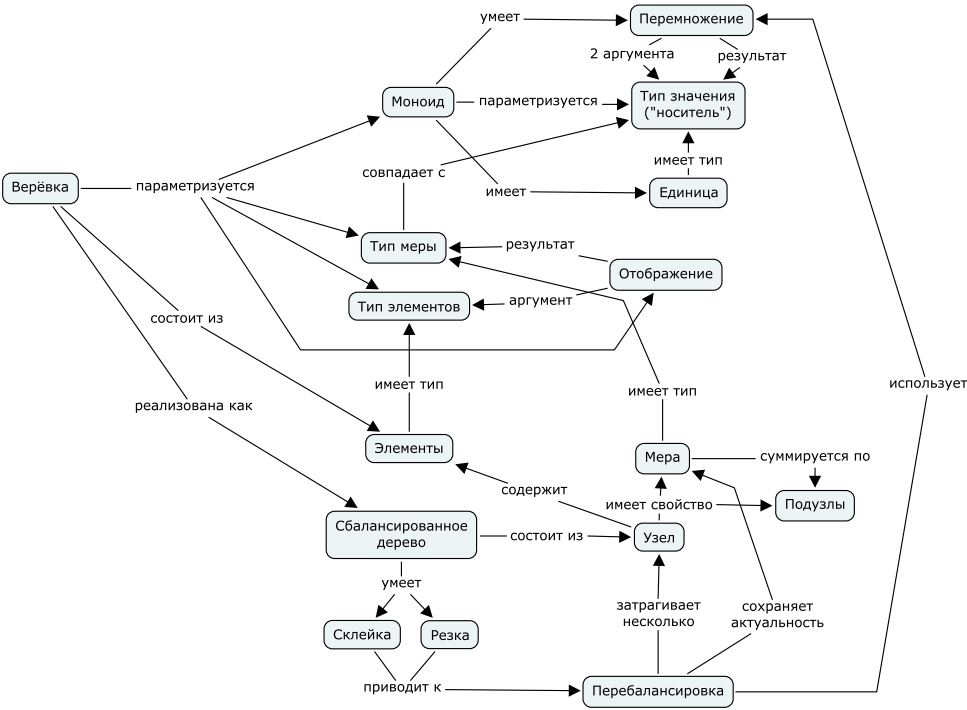 умеет
Перемножение
2 аргумента
результат
Моноид
параметризуется
Тип значения
("носитель")
совпадает с
имеет тип
Верёвка
параметризуется
имеет
Единица
Тип меры
результат
Отображение
Тип элементов
аргумент
состоит из
имеет тип
имеет тип
использует
реализована как
Элементы
Мера
суммируется по
содержит
имеет свойство
Подузлы
Сбалансированное
дерево
состоит из
Узел
умеет
затрагивает
несколько
сохраняет
актуальность
Склейка
Резка
приводит к
Перебалансировка